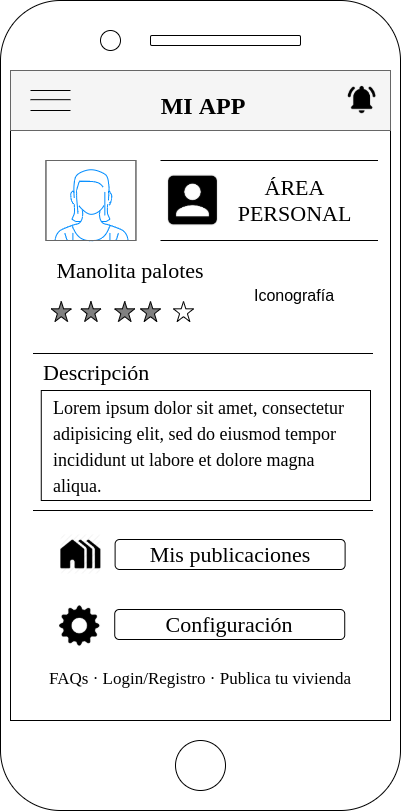 MI APP
ÁREA
PERSONAL
Manolita palotes
Iconografía
Descripción
Lorem ipsum dolor sit amet, consectetur
adipisicing elit, sed do eiusmod tempor
incididunt ut labore et dolore magna
aliqua.
Mis publicaciones
Configuración
FAQs · Login/Registro · Publica tu vivienda